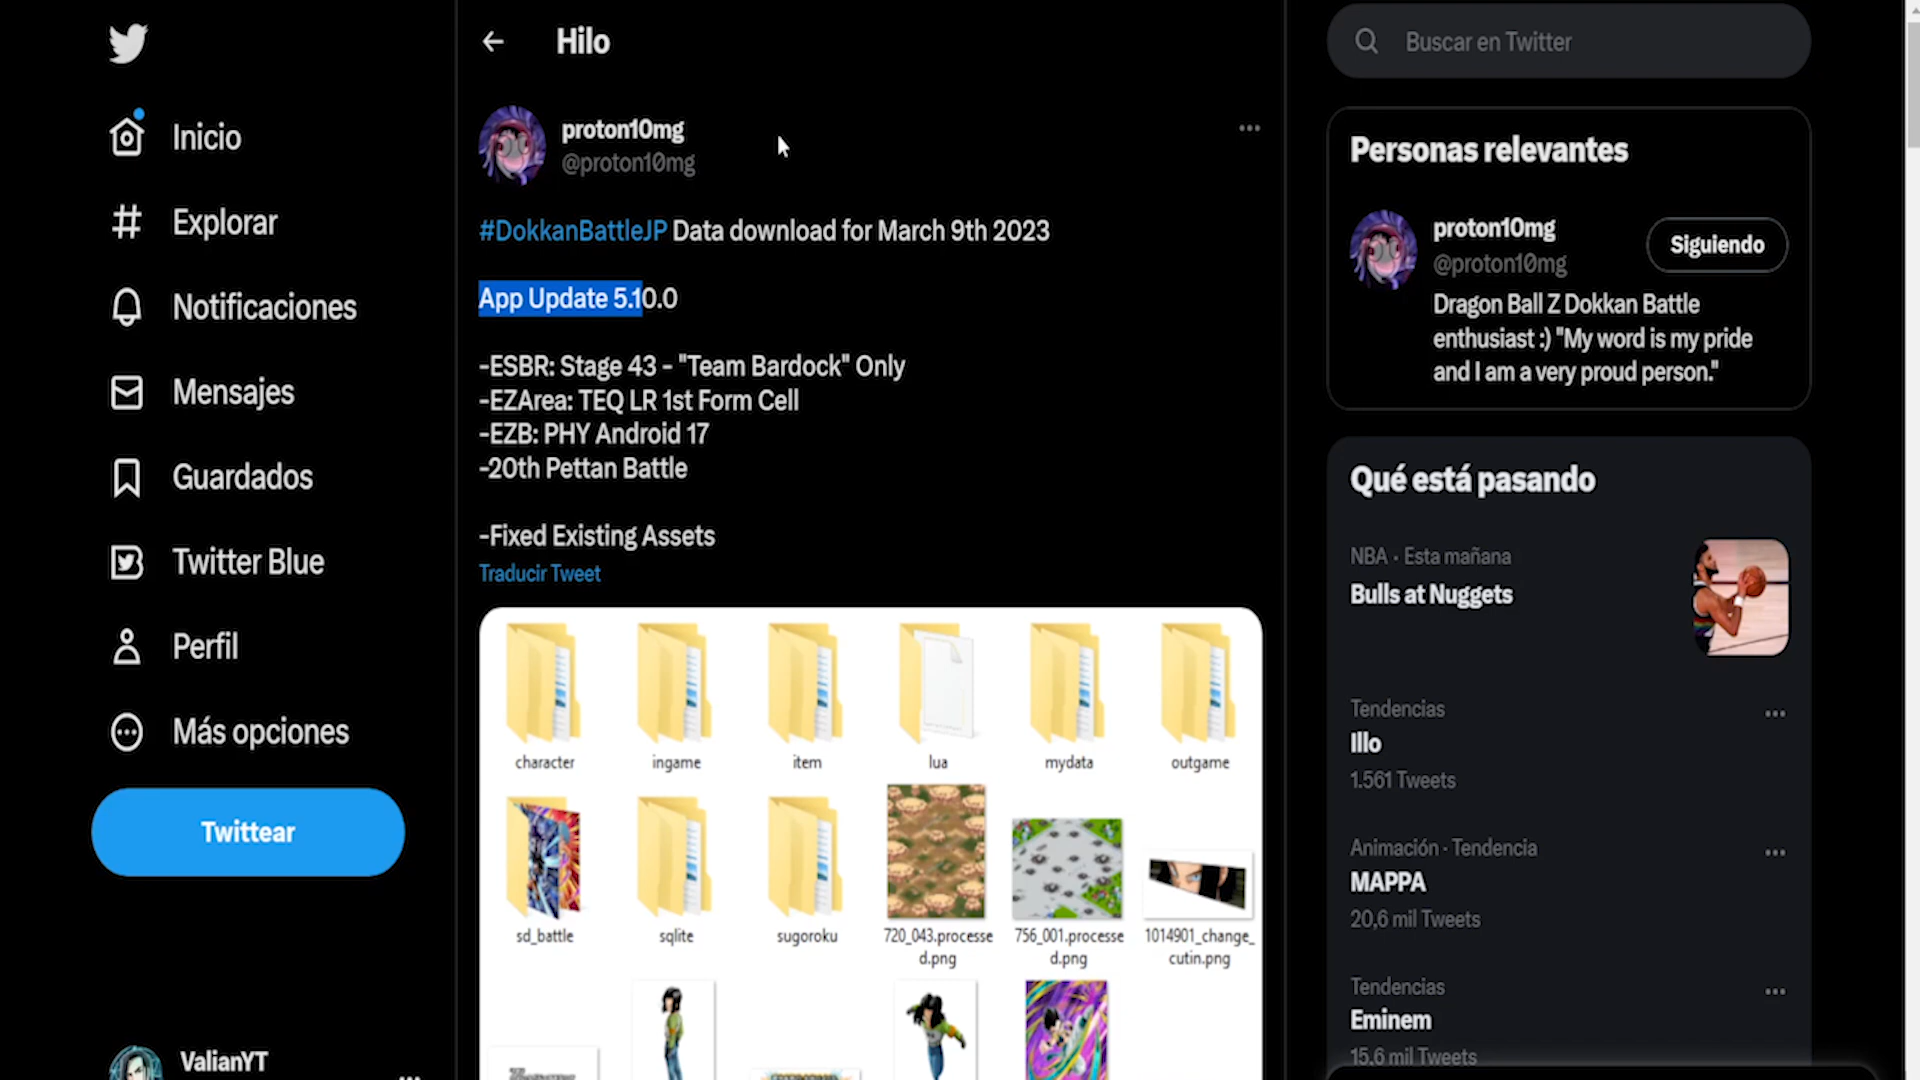 Inicio
Explorar
Notificaciones
Mensajes
Guardados
Twitter Blue
Perfil
Más opciones
Twittear
ValianYT
Hilo
proton10mg
@proton10mg
#DokkanBattleJP Data download for March 9th 2023
App Update 5.10.0
-ESBR: Stage 43 - "Team Bardock" Only
-EZArea: TEQ LR 1st Form Cell
-EZB: PHY Android 17
-20th Pettan Battle
-Fixed Existing Assets
Traducir Tweet
character
ingame
item
lua
mydata
outgame
sd_battle
sqlite
sugoroku
720_043.processe
d.png
756_001.processe
d.png
1014901_change_
cutin.png
Buscar en Twitter
Personas relevantes
proton10mg
@proton10mg
Siguiendo
Dragon Ball Z Dokkan Battle
enthusiast :) "My word is my pride
and I am a very proud person."
Qué está pasando
NBA · Esta mañana
Bulls at Nuggets
Tendencias
Illo
1.561 Tweets
Animación · Tendencia
MAPPA
20,6 mil Tweets
Tendencias
Eminem
15,6 mil Tweets